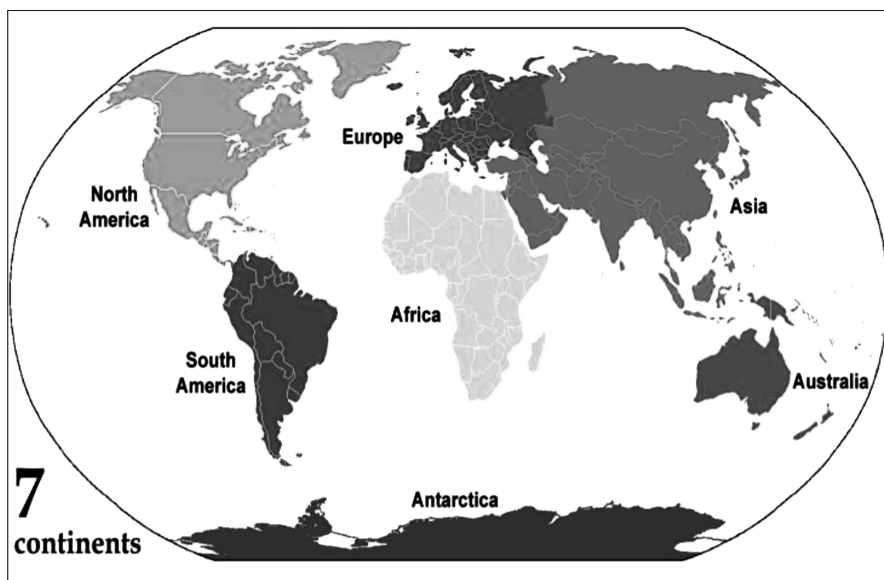 Europe
North
America
Asia
Africa
South
America
Australia
Antarctica
7
continents